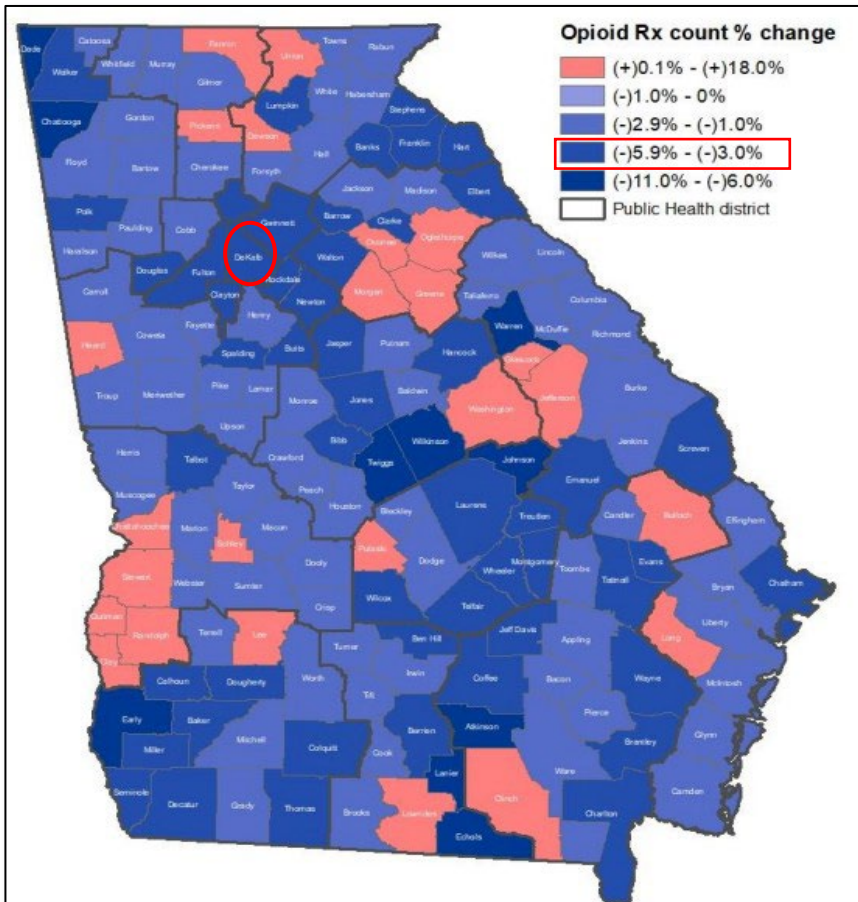 Opioid Rx count % change
(+)0.1% - (+)18.0%
(-)1.0% - 0%
(-)2.9% - (-)1.0%
(-)5.9% - (-)3.0%
(-)11.0% - (-)6.0%
Public Health district
Dade
Catoosa
Walker
Whitfield
Murray
Fannin
Gilmer
Union
Towns
Rabun
White
Habersham
Lumpkin
Stephens
Chattooga
Gordon
Pickens
Dawson
Banks
Franklin
Hart
Floyd
Bartow
Cherokee
Forsyth
Hall
Jackson
Madison
Elbert
Polk
Paulding
Cobb
Gwinnett
Barrow
Clarke
Oconee
Oglethorpe
Wilkes
Lincoln
Haralson
Douglas
Fulton
DeKalb
Rockdale
Walton
Morgan
Greene
Taliaferro
Columbia
Carroll
Clayton
Henry
Newton
Warren
McDuffie
Richmond
Heard
Coweta
Fayette
Spalding
Butts
Jasper
Putnam
Hancock
Glascock
Burke
Troup
Meriwether
Pike
Lamar
Monroe
Jones
Baldwin
Washington
Jefferson
Upson
Bibb
Wilkinson
Jenkins
Screven
Harris
Talbot
Crawford
Twiggs
Johnson
Emanuel
Muscogee
Taylor
Peach
Houston
Bleckley
Laurens
Treutlen
Candler
Bulloch
Effingham
Chattahoochee
Marion
Schley
Macon
Pulaski
Dodge
Wheeler
Montgomery
Toombs
Evans
Tattnall
Bryan
Chatham
Stewart
Webster
Sumter
Dooly
Crisp
Wilcox
Telfair
Liberty
Long
Quitman
Randolph
Terrell
Lee
Turner
Ben Hill
Jeff Davis
Appling
Wayne
McIntosh
Clay
Calhoun
Dougherty
Worth
Tift
Irwin
Coffee
Bacon
Pierce
Early
Baker
Miller
Mitchell
Colquitt
Cook
Berrien
Atkinson
Ware
Brantley
Glynn
Seminole
Decatur
Grady
Thomas
Brooks
Lowndes
Lanier
Clinch
Echols
Charlton
Camden